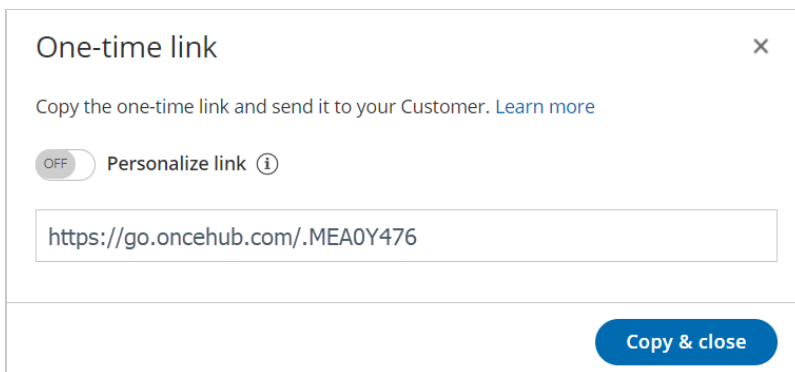 One-time link
Copy the one-time link and send it to your Customer. Learn more
OFF Personalize link
https://go.oncehub.com/.MEA0Y476
Copy & close